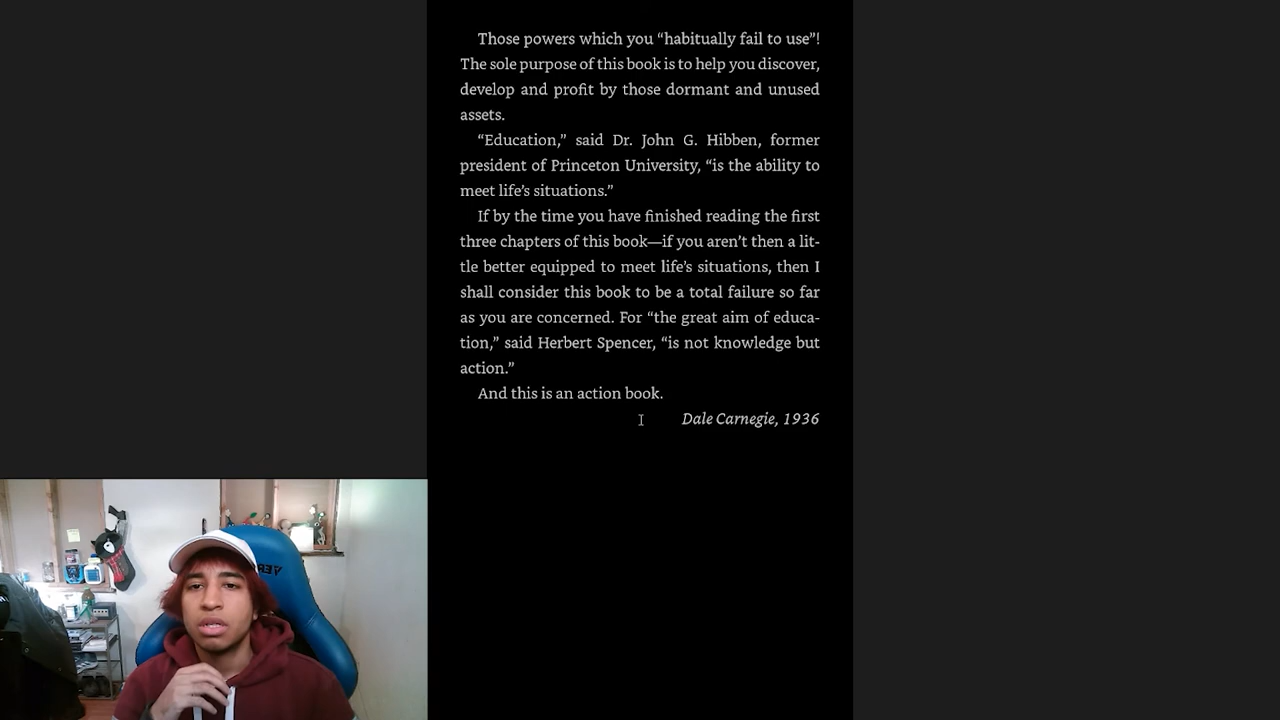 Those powers which you “habitually fail to use”!
The sole purpose of this book is to help you discover,
develop and profit by those dormant and unused
assets.
“Education,” said Dr. John G. Hibben, former
president of Princeton University, “is the ability to
meet life’s situations.”
If by the time you have finished reading the first
three chapters of this book—if you aren’t then a lit-
tle better equipped to meet life’s situations, then I
shall consider this book to be a total failure so far
as you are concerned. For “the great aim of educa-
tion,” said Herbert Spencer, “is not knowledge but
action.”
And this is an action book.
Dale Carnegie, 1936